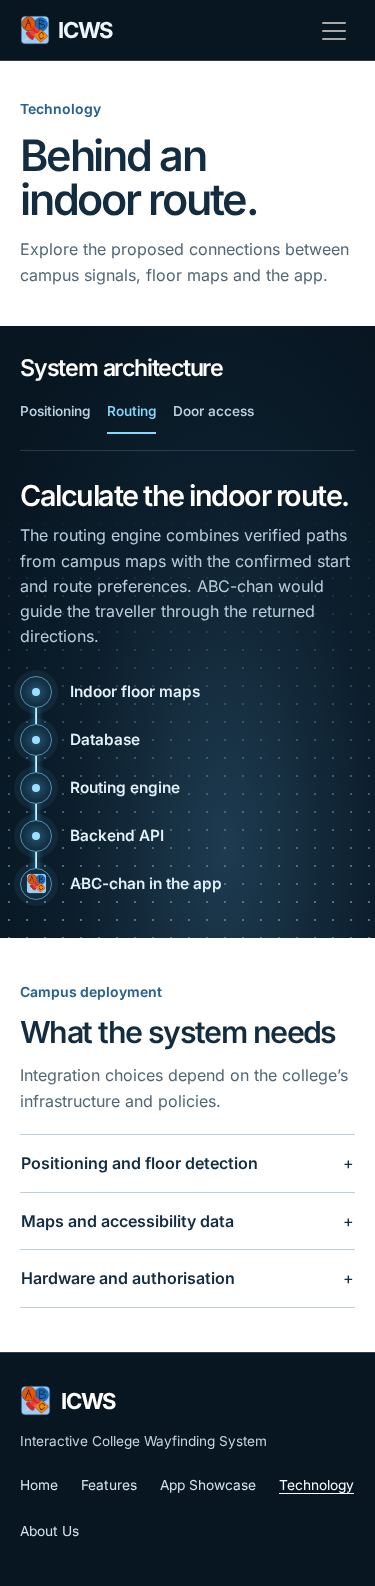 ICWS
Technology
Behind an
indoor route.
Explore the proposed connections between
campus signals, floor maps and the app.
System architecture
Positioning Routing Door access
Calculate the indoor route.
The routing engine combines verified paths
from campus maps with the confirmed start
and route preferences. ABC-chan would
guide the traveller through the returned
directions.
Indoor floor maps
Database
Routing engine
Backend API
ABC-chan in the app
Campus deployment
What the system needs
Integration choices depend on the college’s
infrastructure and policies.
Positioning and floor detection +
Maps and accessibility data +
Hardware and authorisation +
ICWS
Interactive College Wayfinding System
Home Features App Showcase Technology
About Us